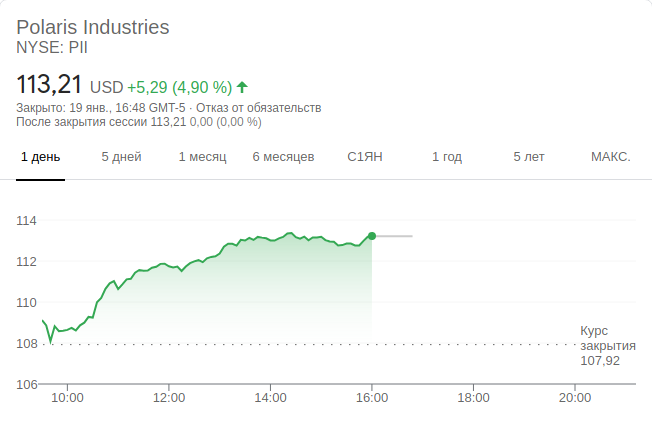 Polaris Industries
NYSE: PII
113,21 USD +5,29 (4,90 %)
Закрыто: 19 янв., 16:48 GMT-5 · Отказ от обязательств
После закрытия сессии 113,21 0,00 (0,00 %)
1 день 5 дней 1 месяц 6 месяцев С1ЯН 1 год 5 лет МАКС.
114
112
110
108
Курс
закрытия
107,92
106
10:00 12:00 14:00 16:00 18:00 20:00